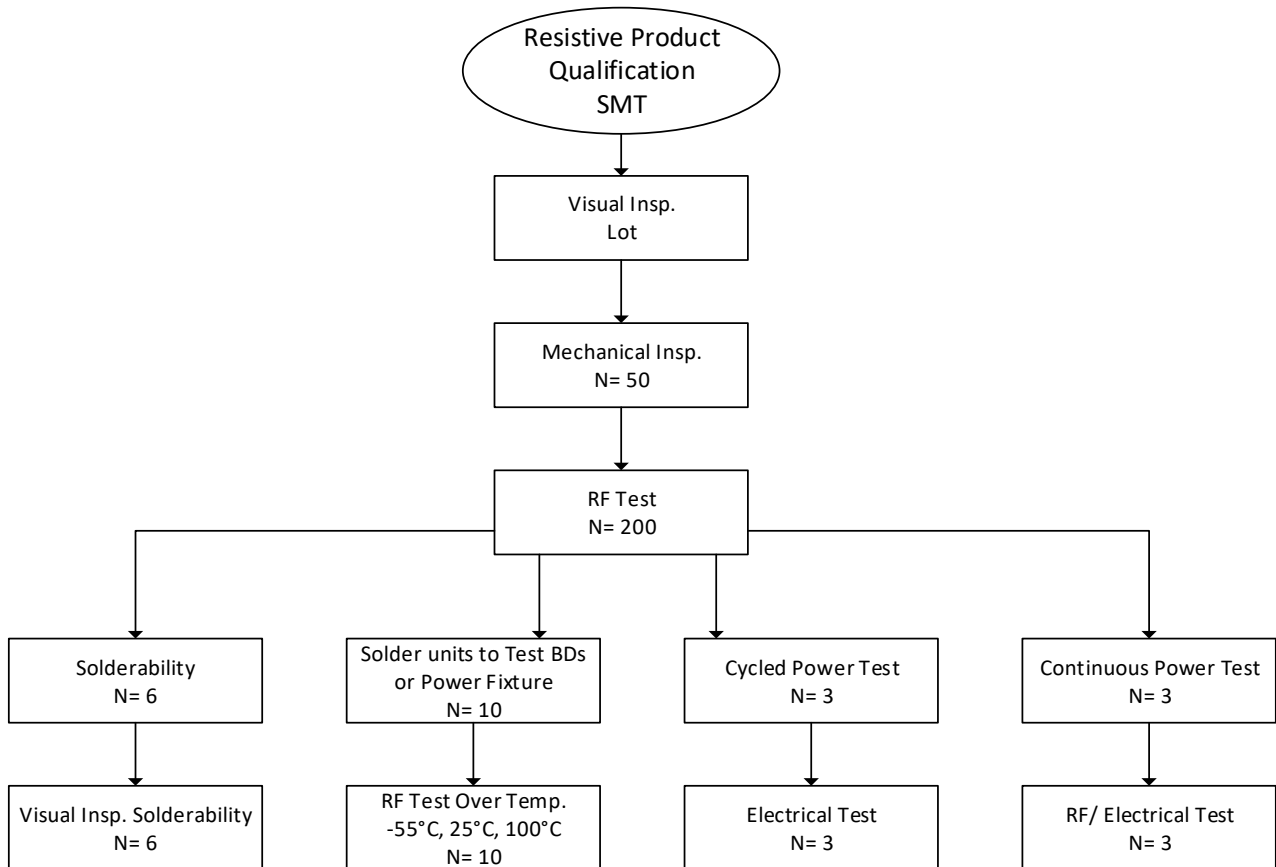 Resistive Product
Qualification
SMT
Visual Insp.
Lot
Mechanical Insp.
N= 50
RF Test
N= 200
Solderability
N= 6
Solder units to Test BDs
or Power Fixture
N= 10
Cycled Power Test
N= 3
Continuous Power Test
N= 3
Visual Insp. Solderability
N= 6
RF Test Over Temp.
-55°C, 25°C, 100°C
N= 10
Electrical Test
N= 3
RF/ Electrical Test
N= 3